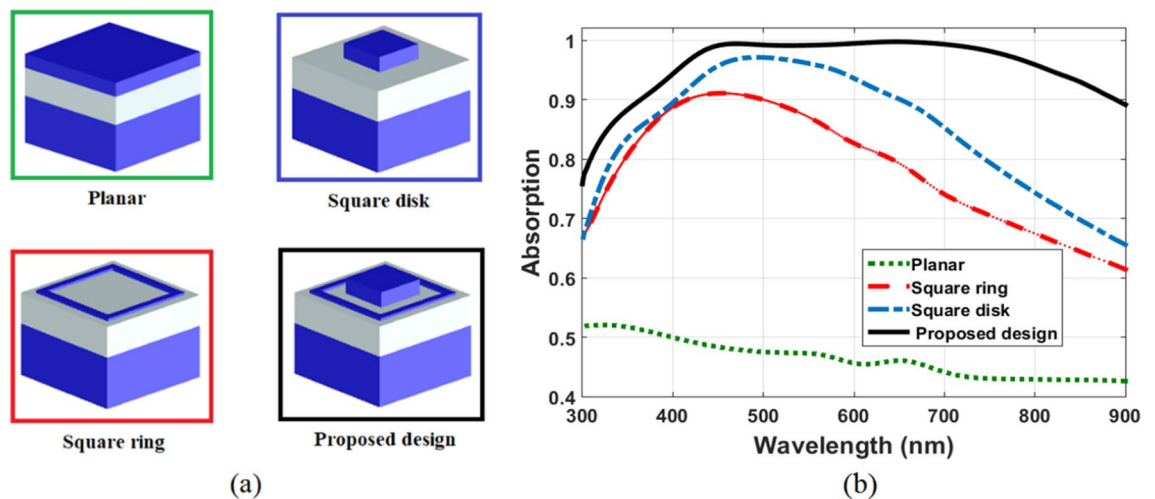 Planar
Square disk
Square ring
Proposed design
(a)
Absorption
1
0.9
0.8
0.7
0.6
0.5
0.4
300
400
500
600
700
800
900
Wavelength (nm)
Planar
Square ring
Square disk
Proposed design
(b)